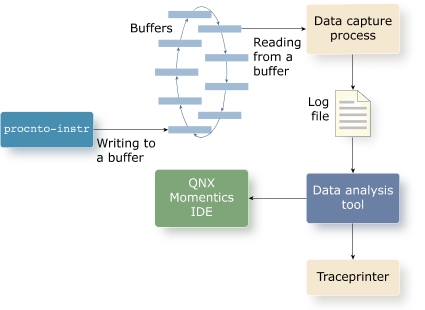 Buffers
Data capture
process
Reading
from a
buffer
Log
file
procnto-instr
Writing to
a buffer
QNX
Momentics
IDE
Data analysis
tool
Traceprinter